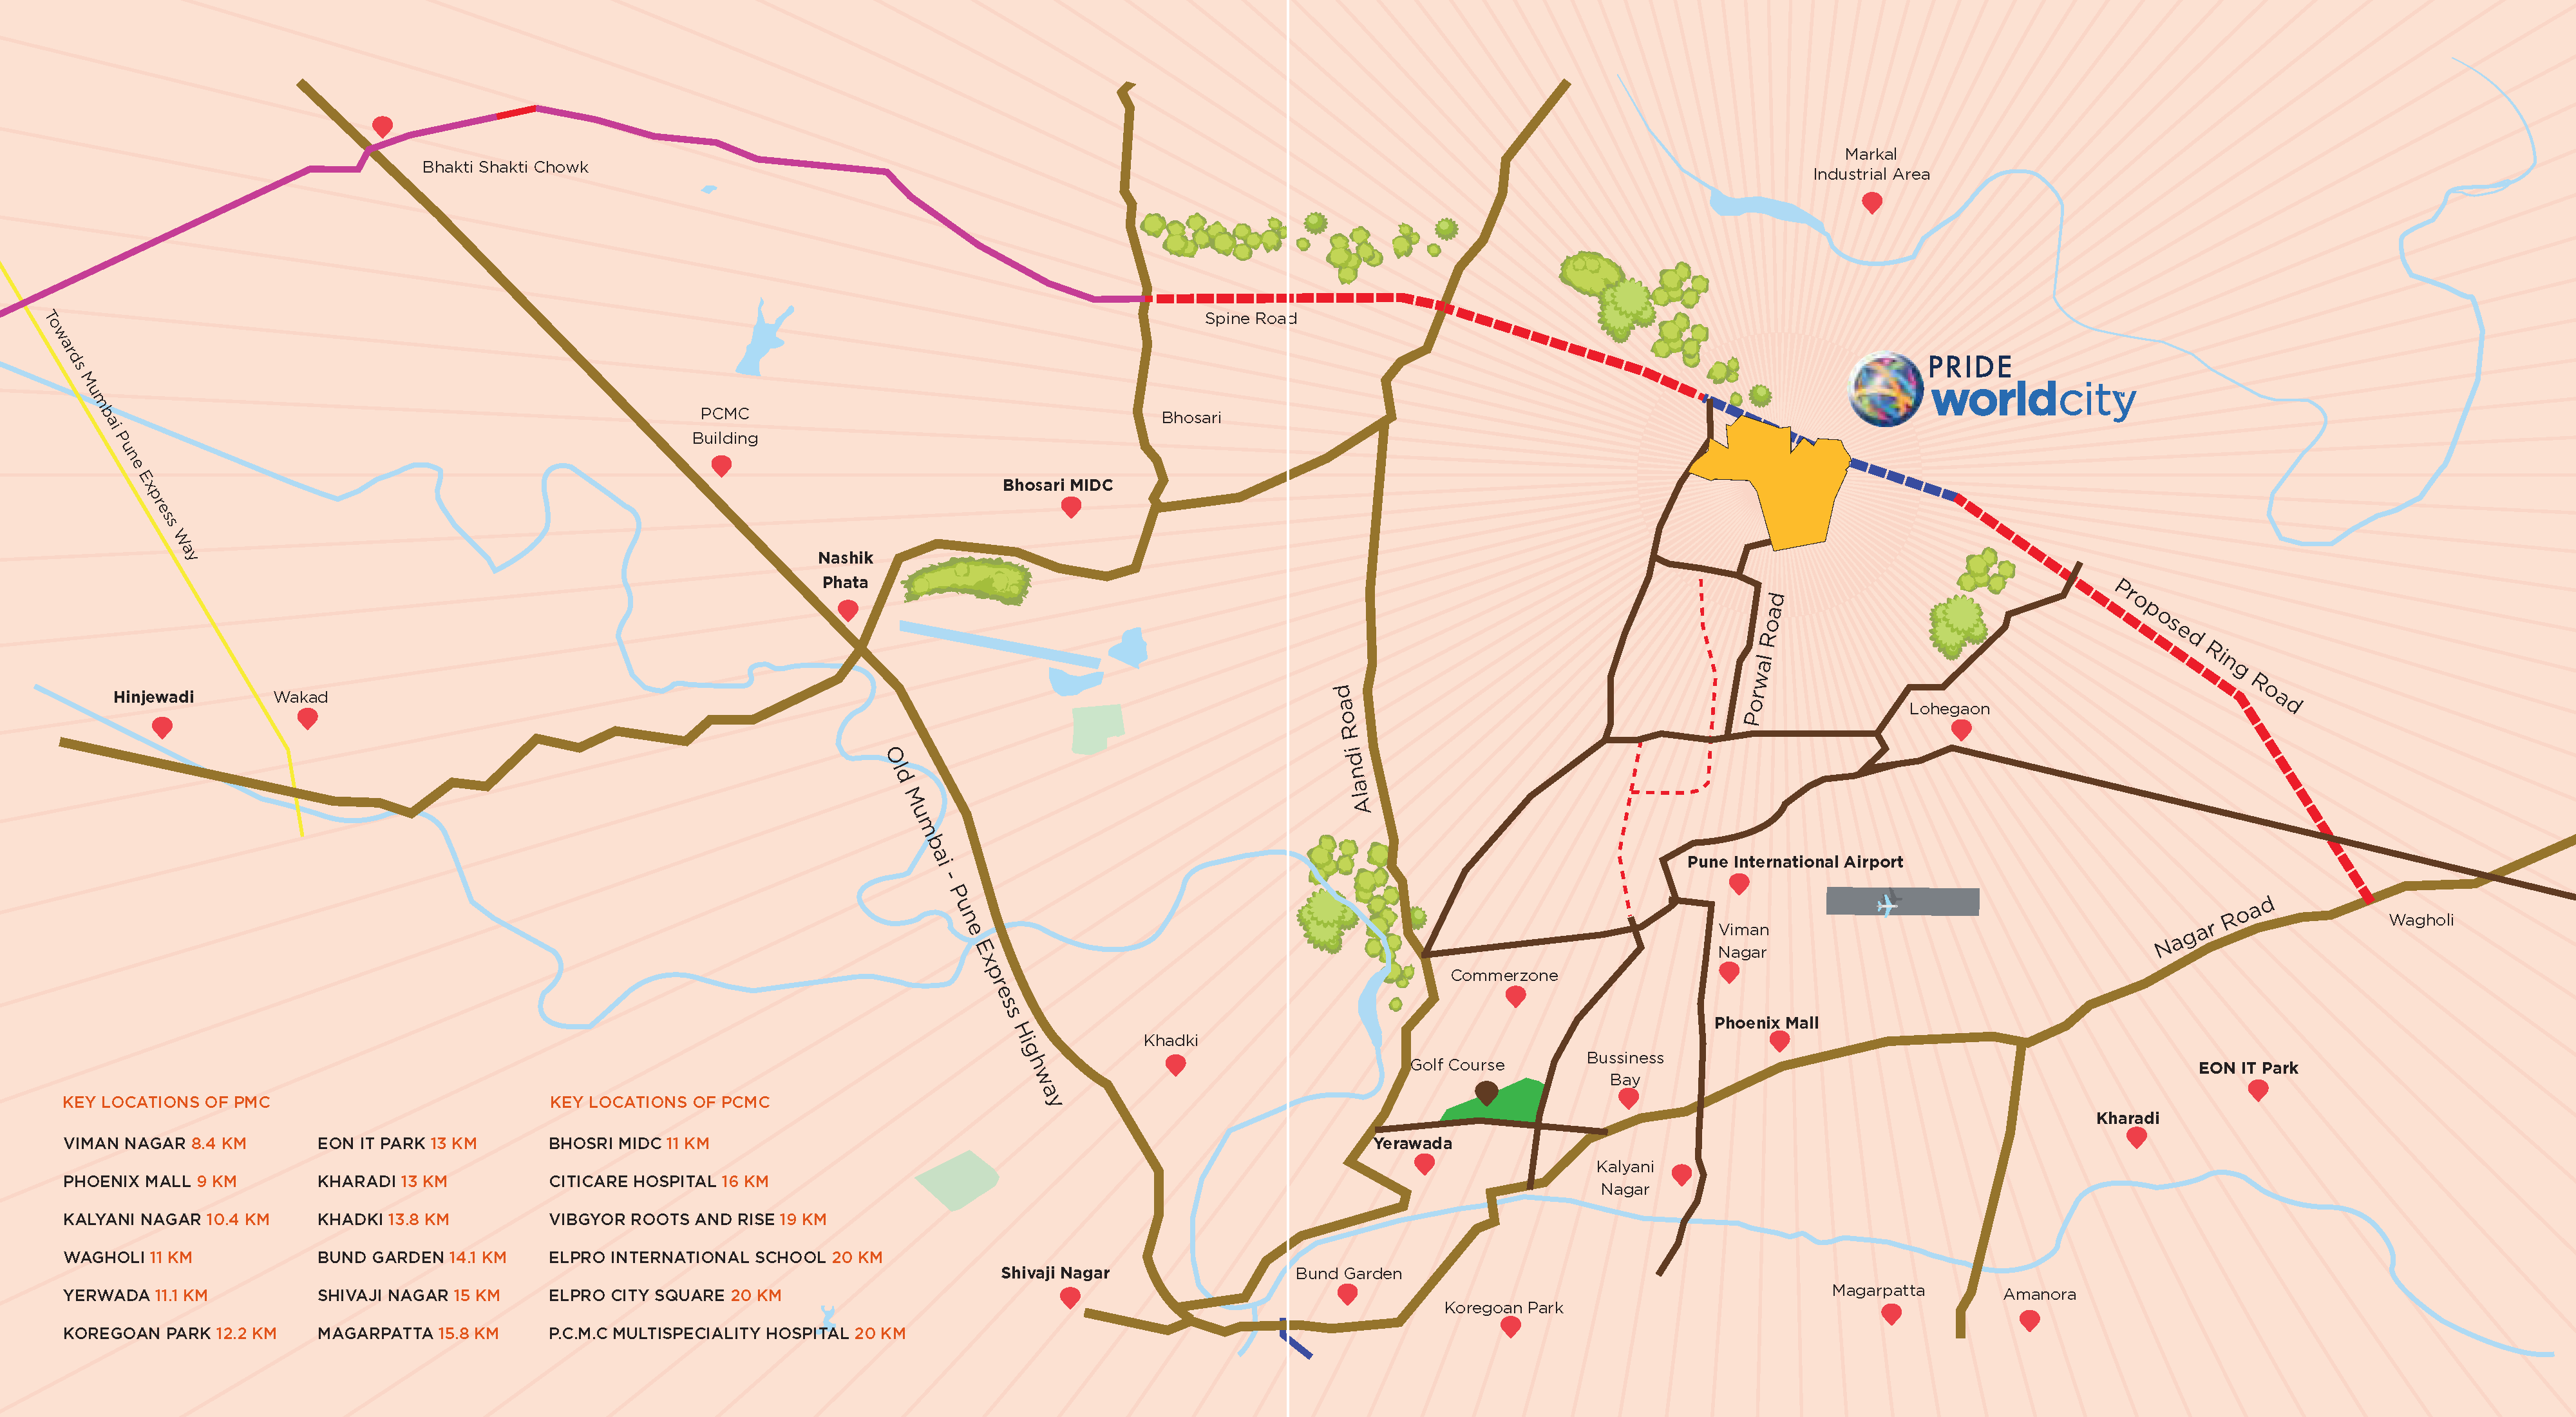 Bhakti Shakti Chowk
Markal
Industrial Area
Towards Mumbai Pune Express Way
Spine Road
PRIDE
worldcity
PCMC
Building
Bhosari
Bhosari MIDC
Nashik
Phata
Proposed Ring Road
Porwal Road
Hinjewadi
Wakad
Alandi Road
Lohegaon
Old Mumbai - Pune Express Highway
Pune International Airport
Nagar Road
Wagholi
Viman
Nagar
Commerzone
Phoenix Mall
Khadki
Golf Course
Bussiness
Bay
EON IT Park
Kharadi
Yerawada
Kalyani
Nagar
Shivaji Nagar
Bund Garden
Koregoan Park
Magarpatta
Amanora
KEY LOCATIONS OF PMC
VIMAN NAGAR 8.4 KM
PHOENIX MALL 9 KM
KALYANI NAGAR 10.4 KM
WAGHOLI 11 KM
YERWADA 11.1 KM
KOREGOAN PARK 12.2 KM
EON IT PARK 13 KM
KHARADI 13 KM
KHADKI 13.8 KM
BUND GARDEN 14.1 KM
SHIVAJI NAGAR 15 KM
MAGARPATTA 15.8 KM
KEY LOCATIONS OF PCMC
BHOSRI MIDC 11 KM
CITICARE HOSPITAL 16 KM
VIBGYOR ROOTS AND RISE 19 KM
ELPRO INTERNATIONAL SCHOOL 20 KM
ELPRO CITY SQUARE 20 KM
P.C.M.C MULTISPECIALITY HOSPITAL 20 KM